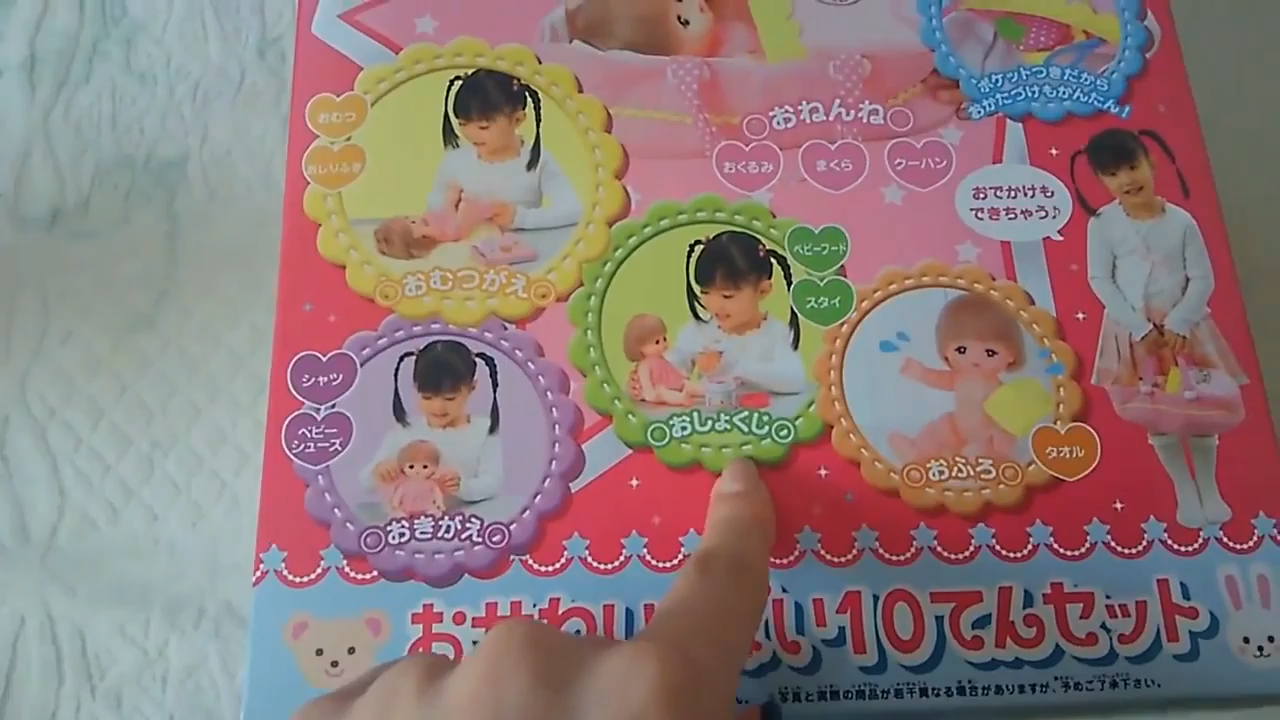 ポケットつきだから
おかたづけもかんたん!
おむつ
おしりふき
おむつがえ
おねんね
おくるみ
まくら
クーハン
おでかけも
できちゃう♪
ベビーフード
スタイ
おしょくじ
シャツ
ベビー
シューズ
おきがえ
おふろ
タオル
い10てんセット
写真と実際の商品が若干異なる場合がありますが、予めご了承下さい。